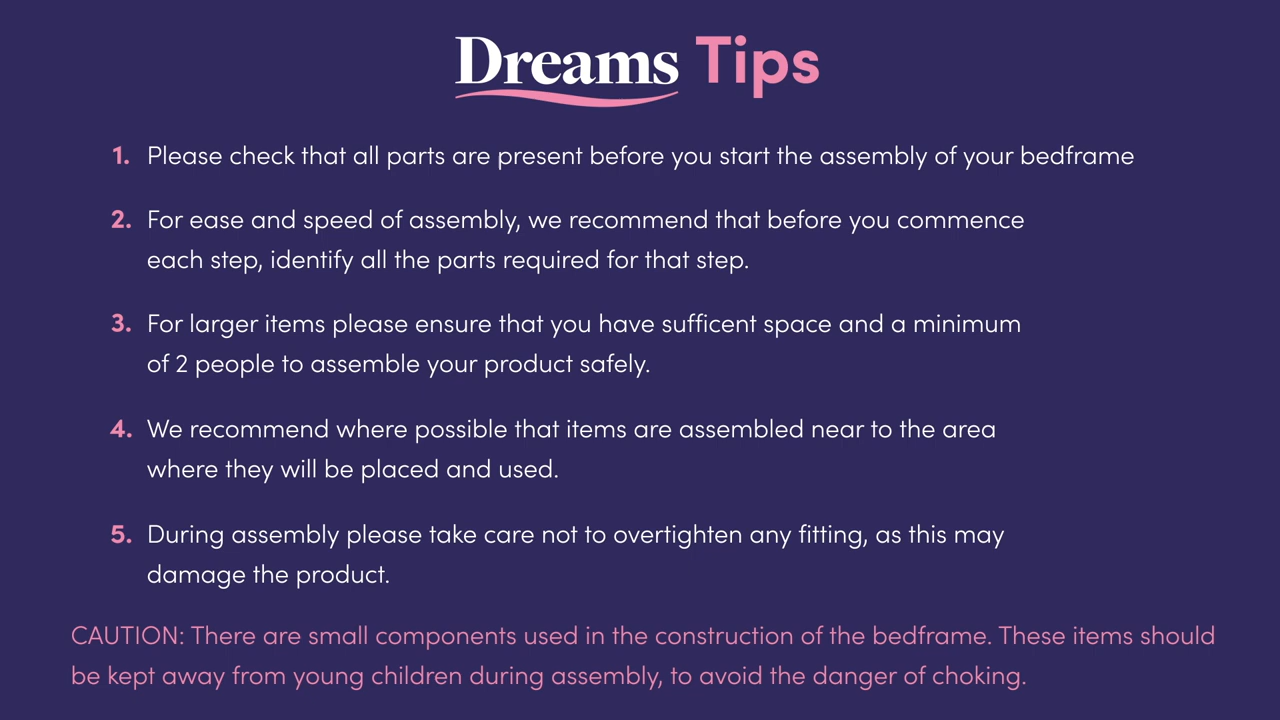 Dreams Tips
1. Please check that all parts are present before you start the assembly of your bedframe
2. For ease and speed of assembly, we recommend that before you commence
each step, identify all the parts required for that step.
3. For larger items please ensure that you have sufficent space and a minimum
of 2 people to assemble your product safely.
4. We recommend where possible that items are assembled near to the area
where they will be placed and used.
5. During assembly please take care not to overtighten any fitting, as this may
damage the product.
CAUTION: There are small components used in the construction of the bedframe. These items should
be kept away from young children during assembly, to avoid the danger of choking.